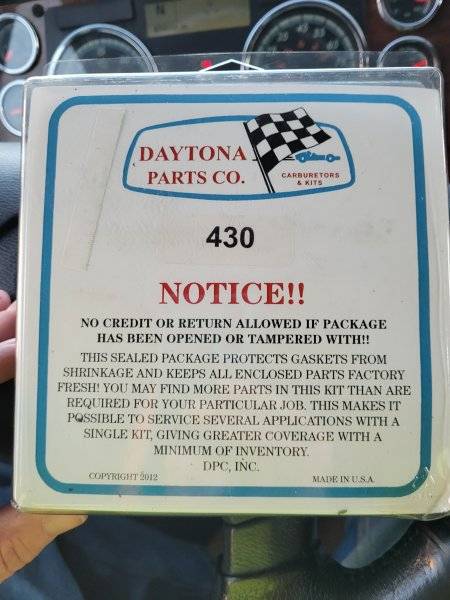 DAYTONA
PARTS CO.
CARBURETORS
& KITS
430
NOTICE!!
NO CREDIT OR RETURN ALLOWED IF PACKAGE
HAS BEEN OPENED OR TAMPERED WITH!!
THIS SEALED PACKAGE PROTECTS GASKETS FROM
SHRINKAGE AND KEEPS ALL ENCLOSED PARTS FACTORY
FRESH! YOU MAY FIND MORE PARTS IN THIS KIT THAN ARE
REQUIRED FOR YOUR PARTICULAR JOB. THIS MAKES IT
POSSIBLE TO SERVICE SEVERAL APPLICATIONS WITH A
SINGLE KIT, GIVING GREATER COVERAGE WITH A
MINIMUM OF INVENTORY.
DPC, INC.
COPYRIGHT 2012
MADE IN U.S.A.